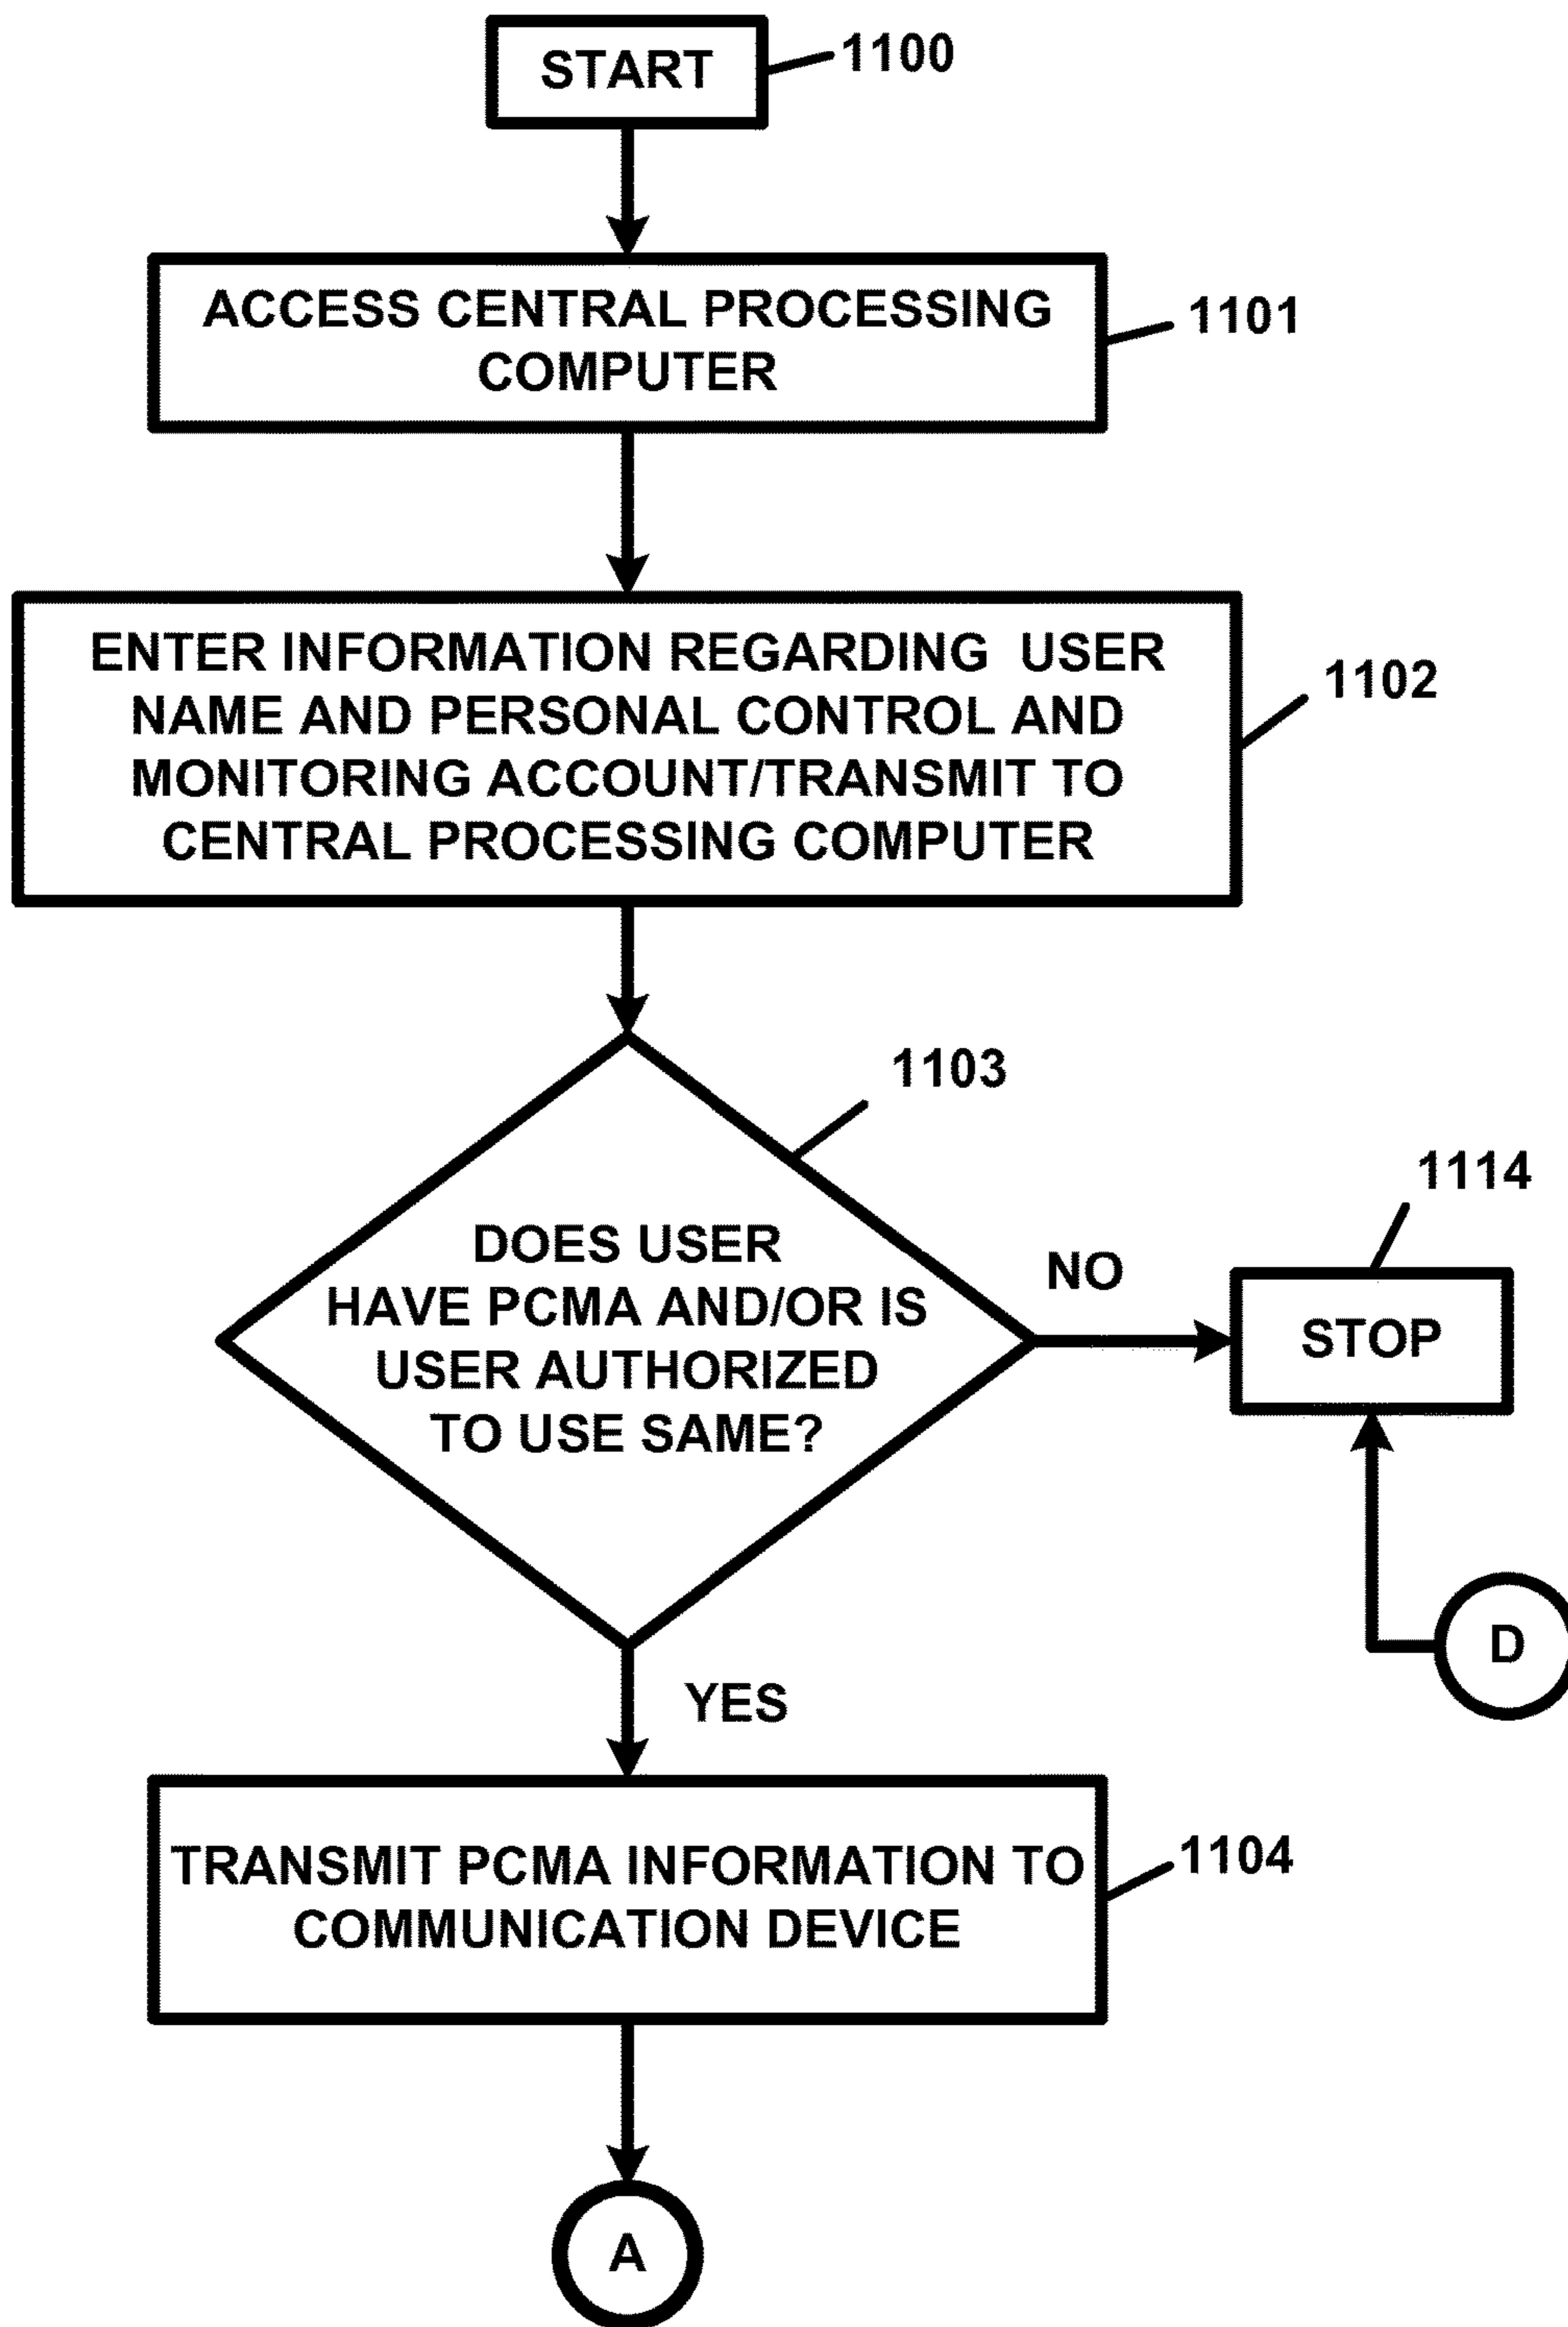 START
1100
ACCESS CENTRAL PROCESSING
COMPUTER
1101
ENTER INFORMATION REGARDING USER
NAME AND PERSONAL CONTROL AND
MONITORING ACCOUNT/TRANSMIT TO
CENTRAL PROCESSING COMPUTER
1102
1103
DOES USER
HAVE PCMA AND/OR IS
USER AUTHORIZED
TO USE SAME?
NO
1114
STOP
D
YES
TRANSMIT PCMA INFORMATION TO
COMMUNICATION DEVICE
1104
A